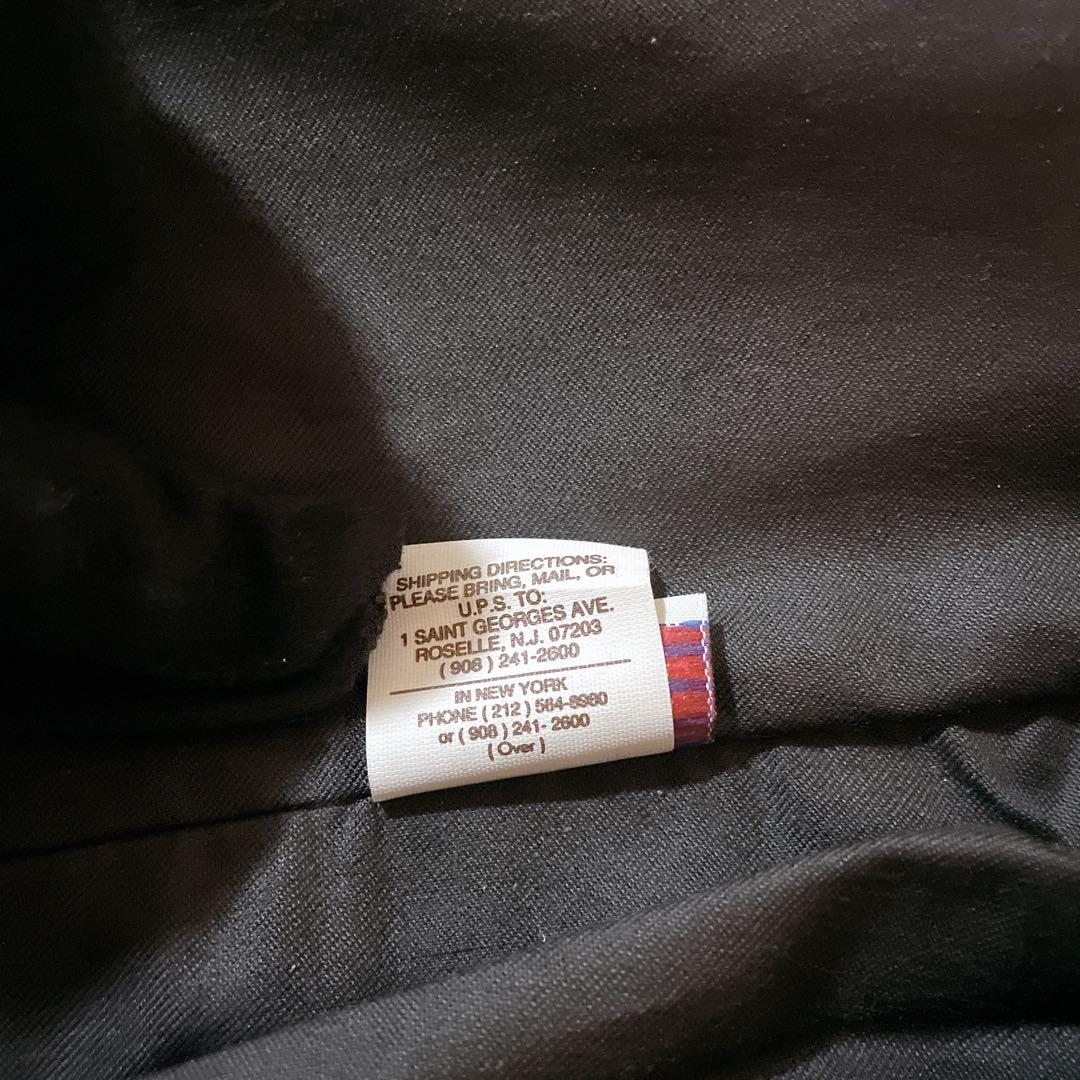 SHIPPING DIRECTIONS:
PLEASE BRING, MAIL, OR
U.P.S. TO:
1 SAINT GEORGES AVE.
ROSELLE, N.J. 07203
( 908 ) 241-2600
IN NEW YORK
PHONE ( 212 ) 564-8980
or ( 908 ) 241- 2600
( Over )